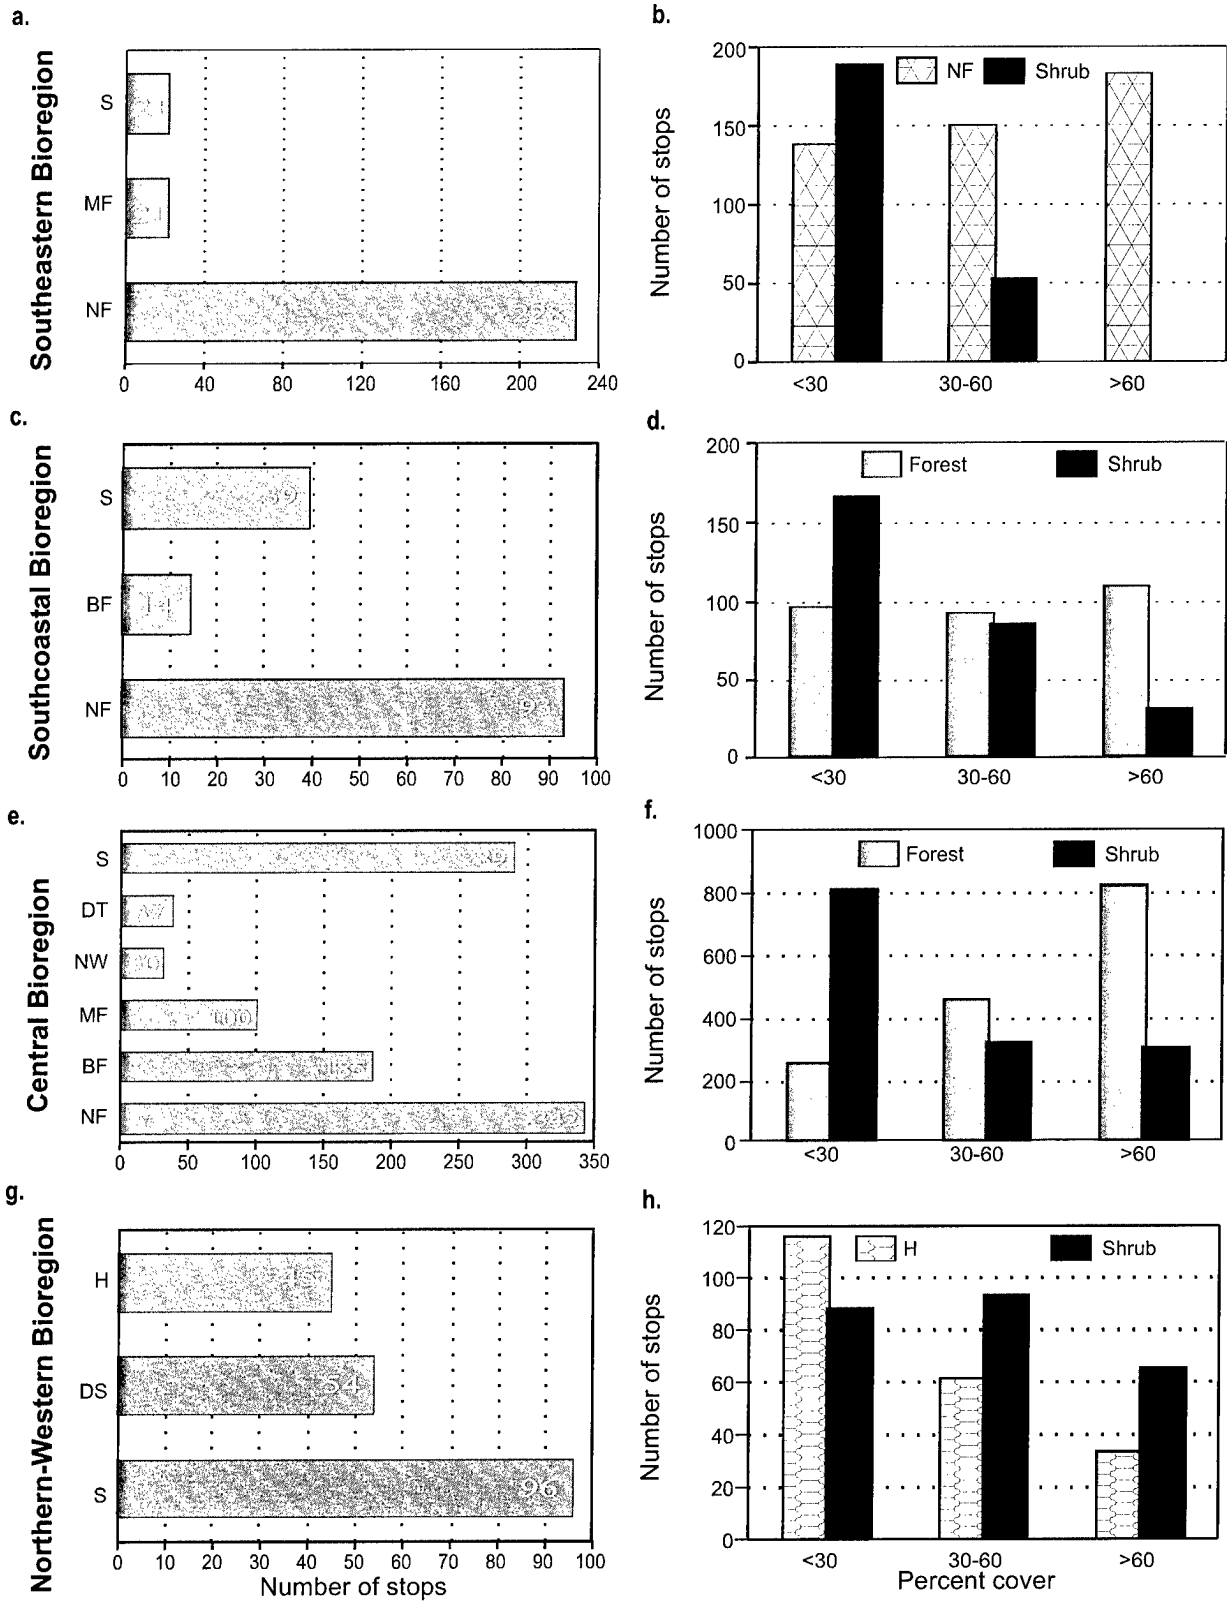 a.
Southeastern Bioregion
S
MF
NF
0 40 80 120 160 200 240
b.
Number of stops
200
150
100
50
0
NF Shrub
<30 30-60 >60
c.
Southcoastal Bioregion
S
BF 14
NF
0 10 20 30 40 50 60 70 80 90 100
d.
Number of stops
200
150
100
50
0
Forest Shrub
<30 30-60 >60
e.
Central Bioregion
S
DT
NW
MF 100
BF
NF
0 50 100 150 200 250 300 350
f.
Number of stops
1000
800
600
400
200
0
Forest Shrub
<30 30-60 >60
g.
Northern-Western Bioregion
H
DS 54
S 96
0 10 20 30 40 50 60 70 80 90 100
Number of stops
h.
Number of stops
120
100
80
60
40
20
0
H Shrub
<30 30-60 >60
Percent cover